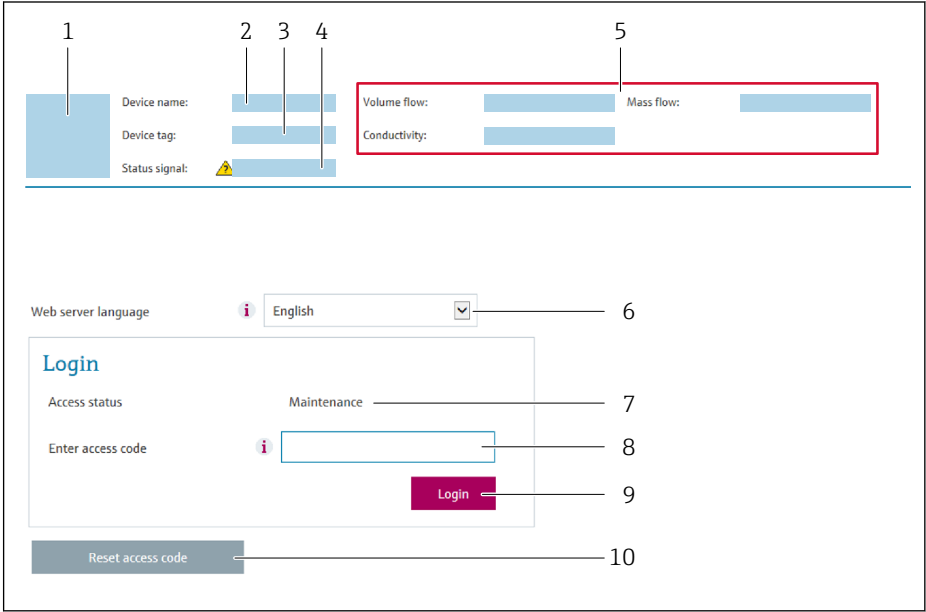 1 2 3 4 5
Device name: Volume flow: Mass flow:
Device tag: Conductivity:
Status signal: ?
Web server language i English 6
Login
Access status Maintenance 7
Enter access code i 8
Login 9
Reset access code 10